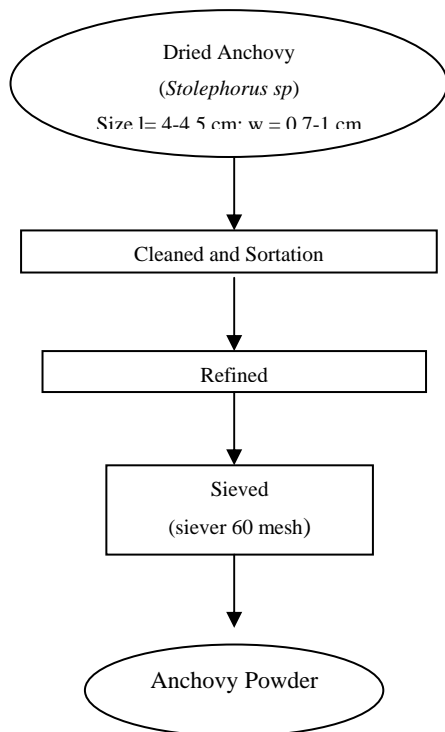 Dried Anchovy
(Stolephorus sp)
Size l= 4-4.5 cm; w = 0.7-1 cm
Cleaned and Sortation
Refined
Sieved
(siever 60 mesh)
Anchovy Powder